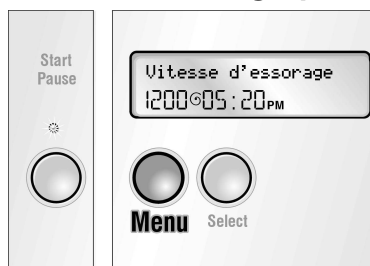 Start
Pause
Vitesse d'essorage
1200 05:20PM
Menu
Select